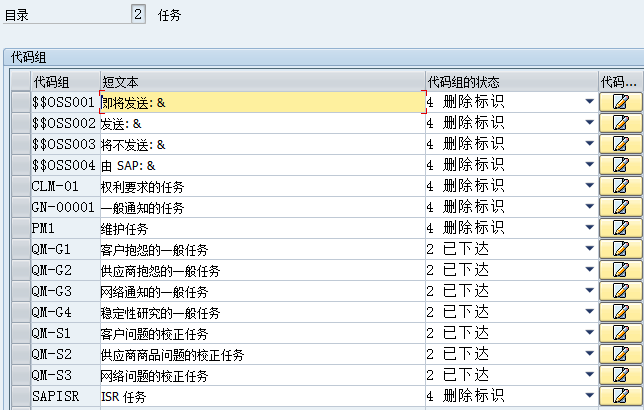 目录 2 任务
代码组
代码组 短文本 代码组的状态 代码...
$$OSS001 即将发送: & 4 删除标识
$$OSS002 发送: & 4 删除标识
$$OSS003 将不发送: & 4 删除标识
$$OSS004 由 SAP: & 4 删除标识
CLM-01 权利要求的任务 4 删除标识
GN-00001 一般通知的任务 4 删除标识
PM1 维护任务 4 删除标识
QM-G1 客户抱怨的一般任务 2 已下达
QM-G2 供应商抱怨的一般任务 2 已下达
QM-G3 网络通知的一般任务 2 已下达
QM-G4 稳定性研究的一般任务 2 已下达
QM-S1 客户问题的校正任务 2 已下达
QM-S2 供应商商品问题的校正任务 2 已下达
QM-S3 网络问题的校正任务 2 已下达
SAPISR ISR 任务 4 删除标识